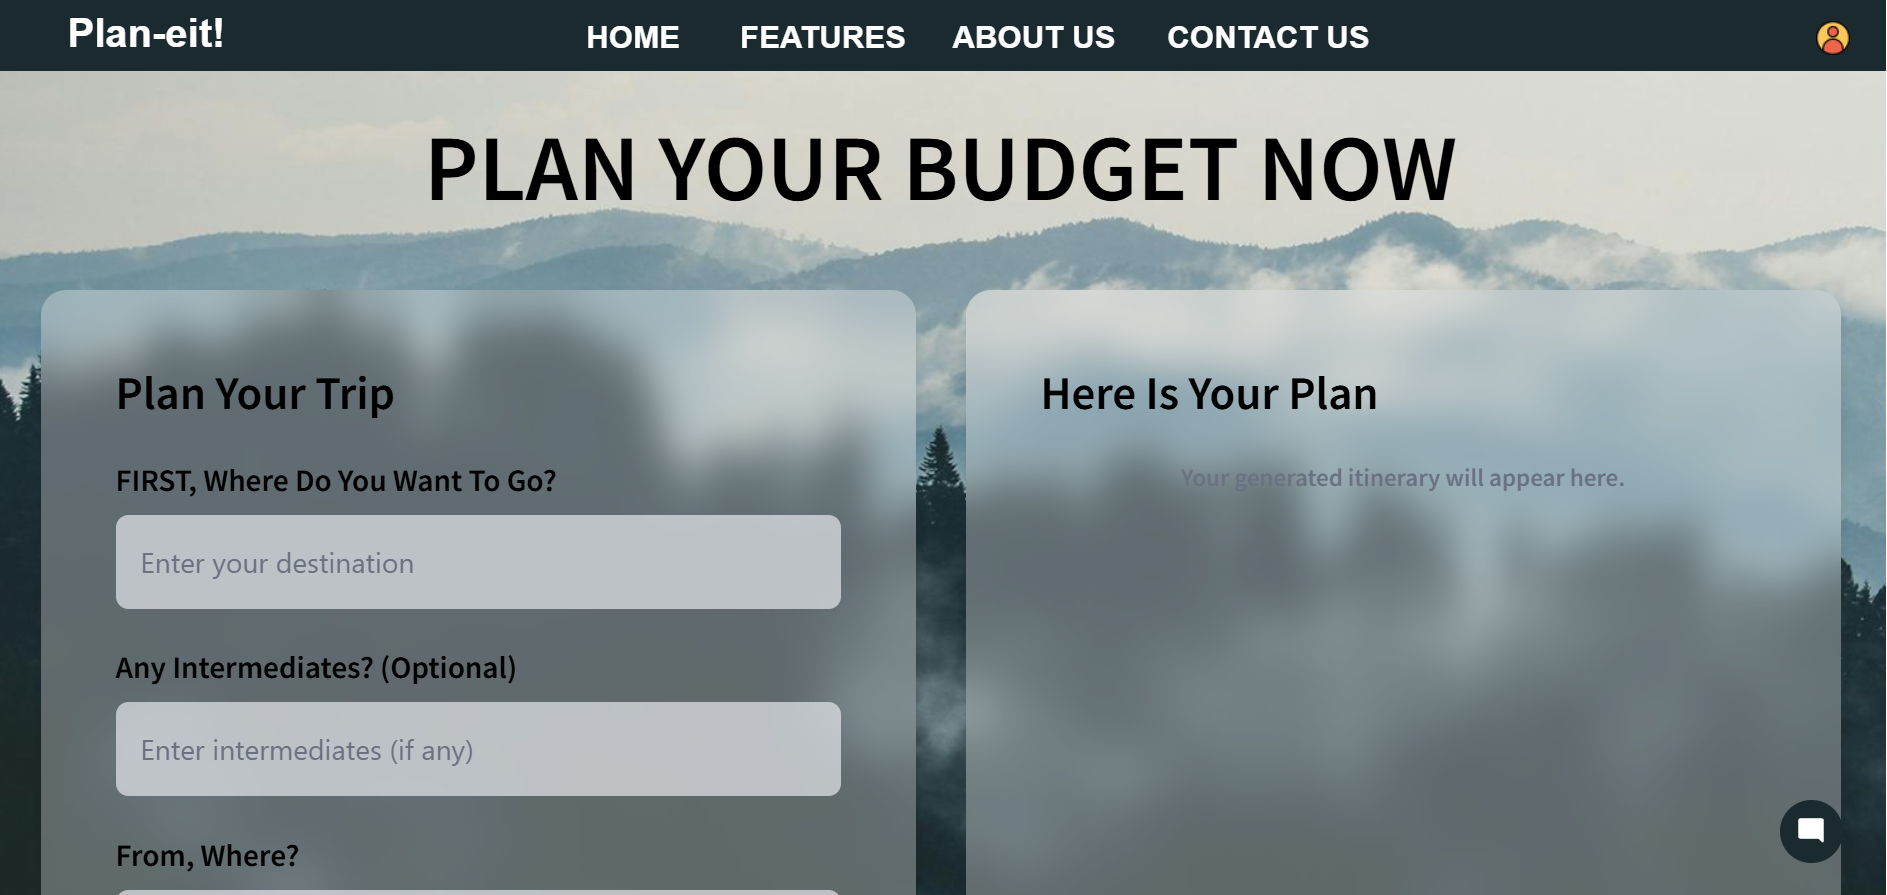 Plan-eit!
HOME FEATURES ABOUT US CONTACT US
PLAN YOUR BUDGET NOW
Plan Your Trip
FIRST, Where Do You Want To Go?
Enter your destination
Any Intermediates? (Optional)
Enter intermediates (if any)
From, Where?
Here Is Your Plan
Your generated itinerary will appear here.